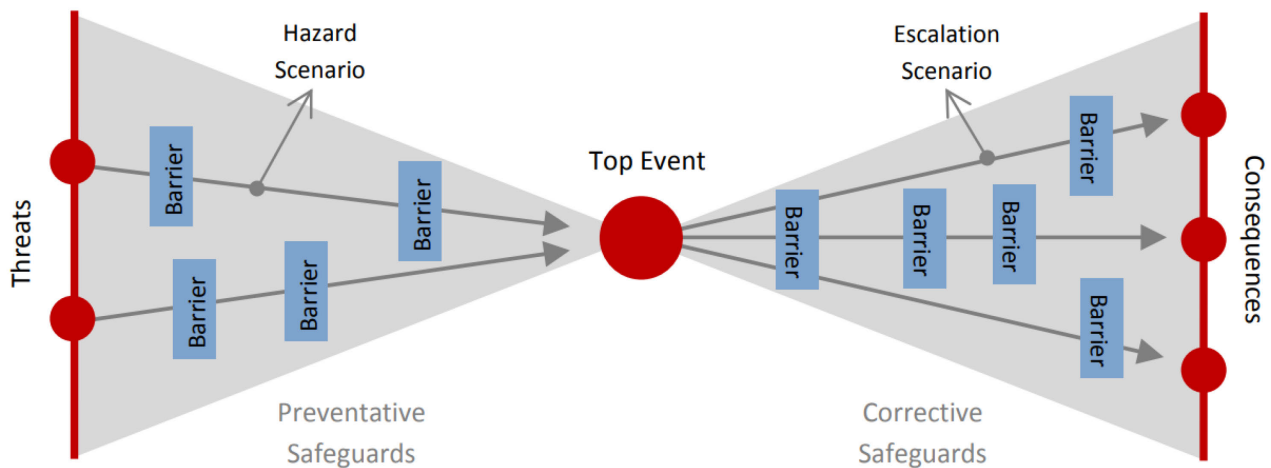 Hazard
Scenario
Escalation
Scenario
Top Event
Threats
Barrier
Barrier
Barrier
Barrier
Barrier
Barrier
Barrier
Barrier
Barrier
Consequences
Preventative
Safeguards
Corrective
Safeguards